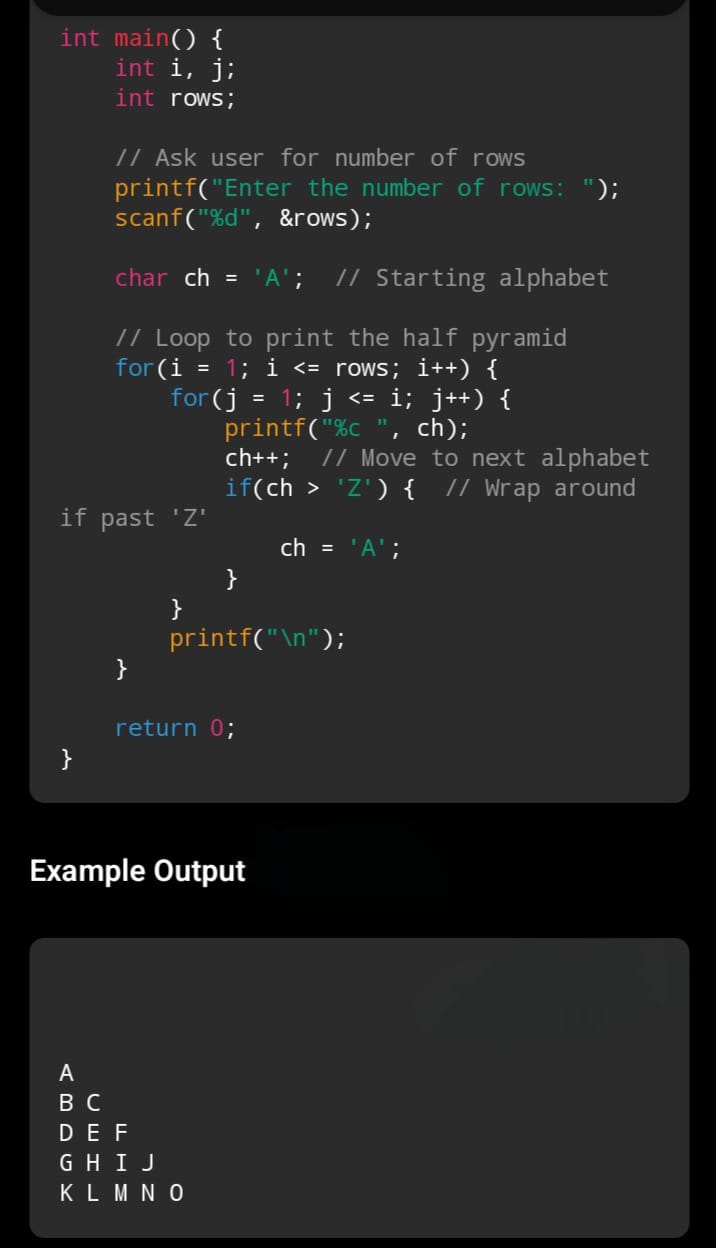 int main() {
    int i, j;
    int rows;

    // Ask user for number of rows
    printf("Enter the number of rows: ");
    scanf("%d", &rows);

    char ch = 'A';  // Starting alphabet

    // Loop to print the half pyramid
    for(i = 1; i <= rows; i++) {
        for(j = 1; j <= i; j++) {
            printf("%c ", ch);
            ch++;  // Move to next alphabet
            if(ch > 'Z') {  // Wrap around
if past 'Z'
                ch = 'A';
            }
        }
        printf("\n");
    }

    return 0;
}

Example Output

A
B C
D E F
G H I J
K L M N O